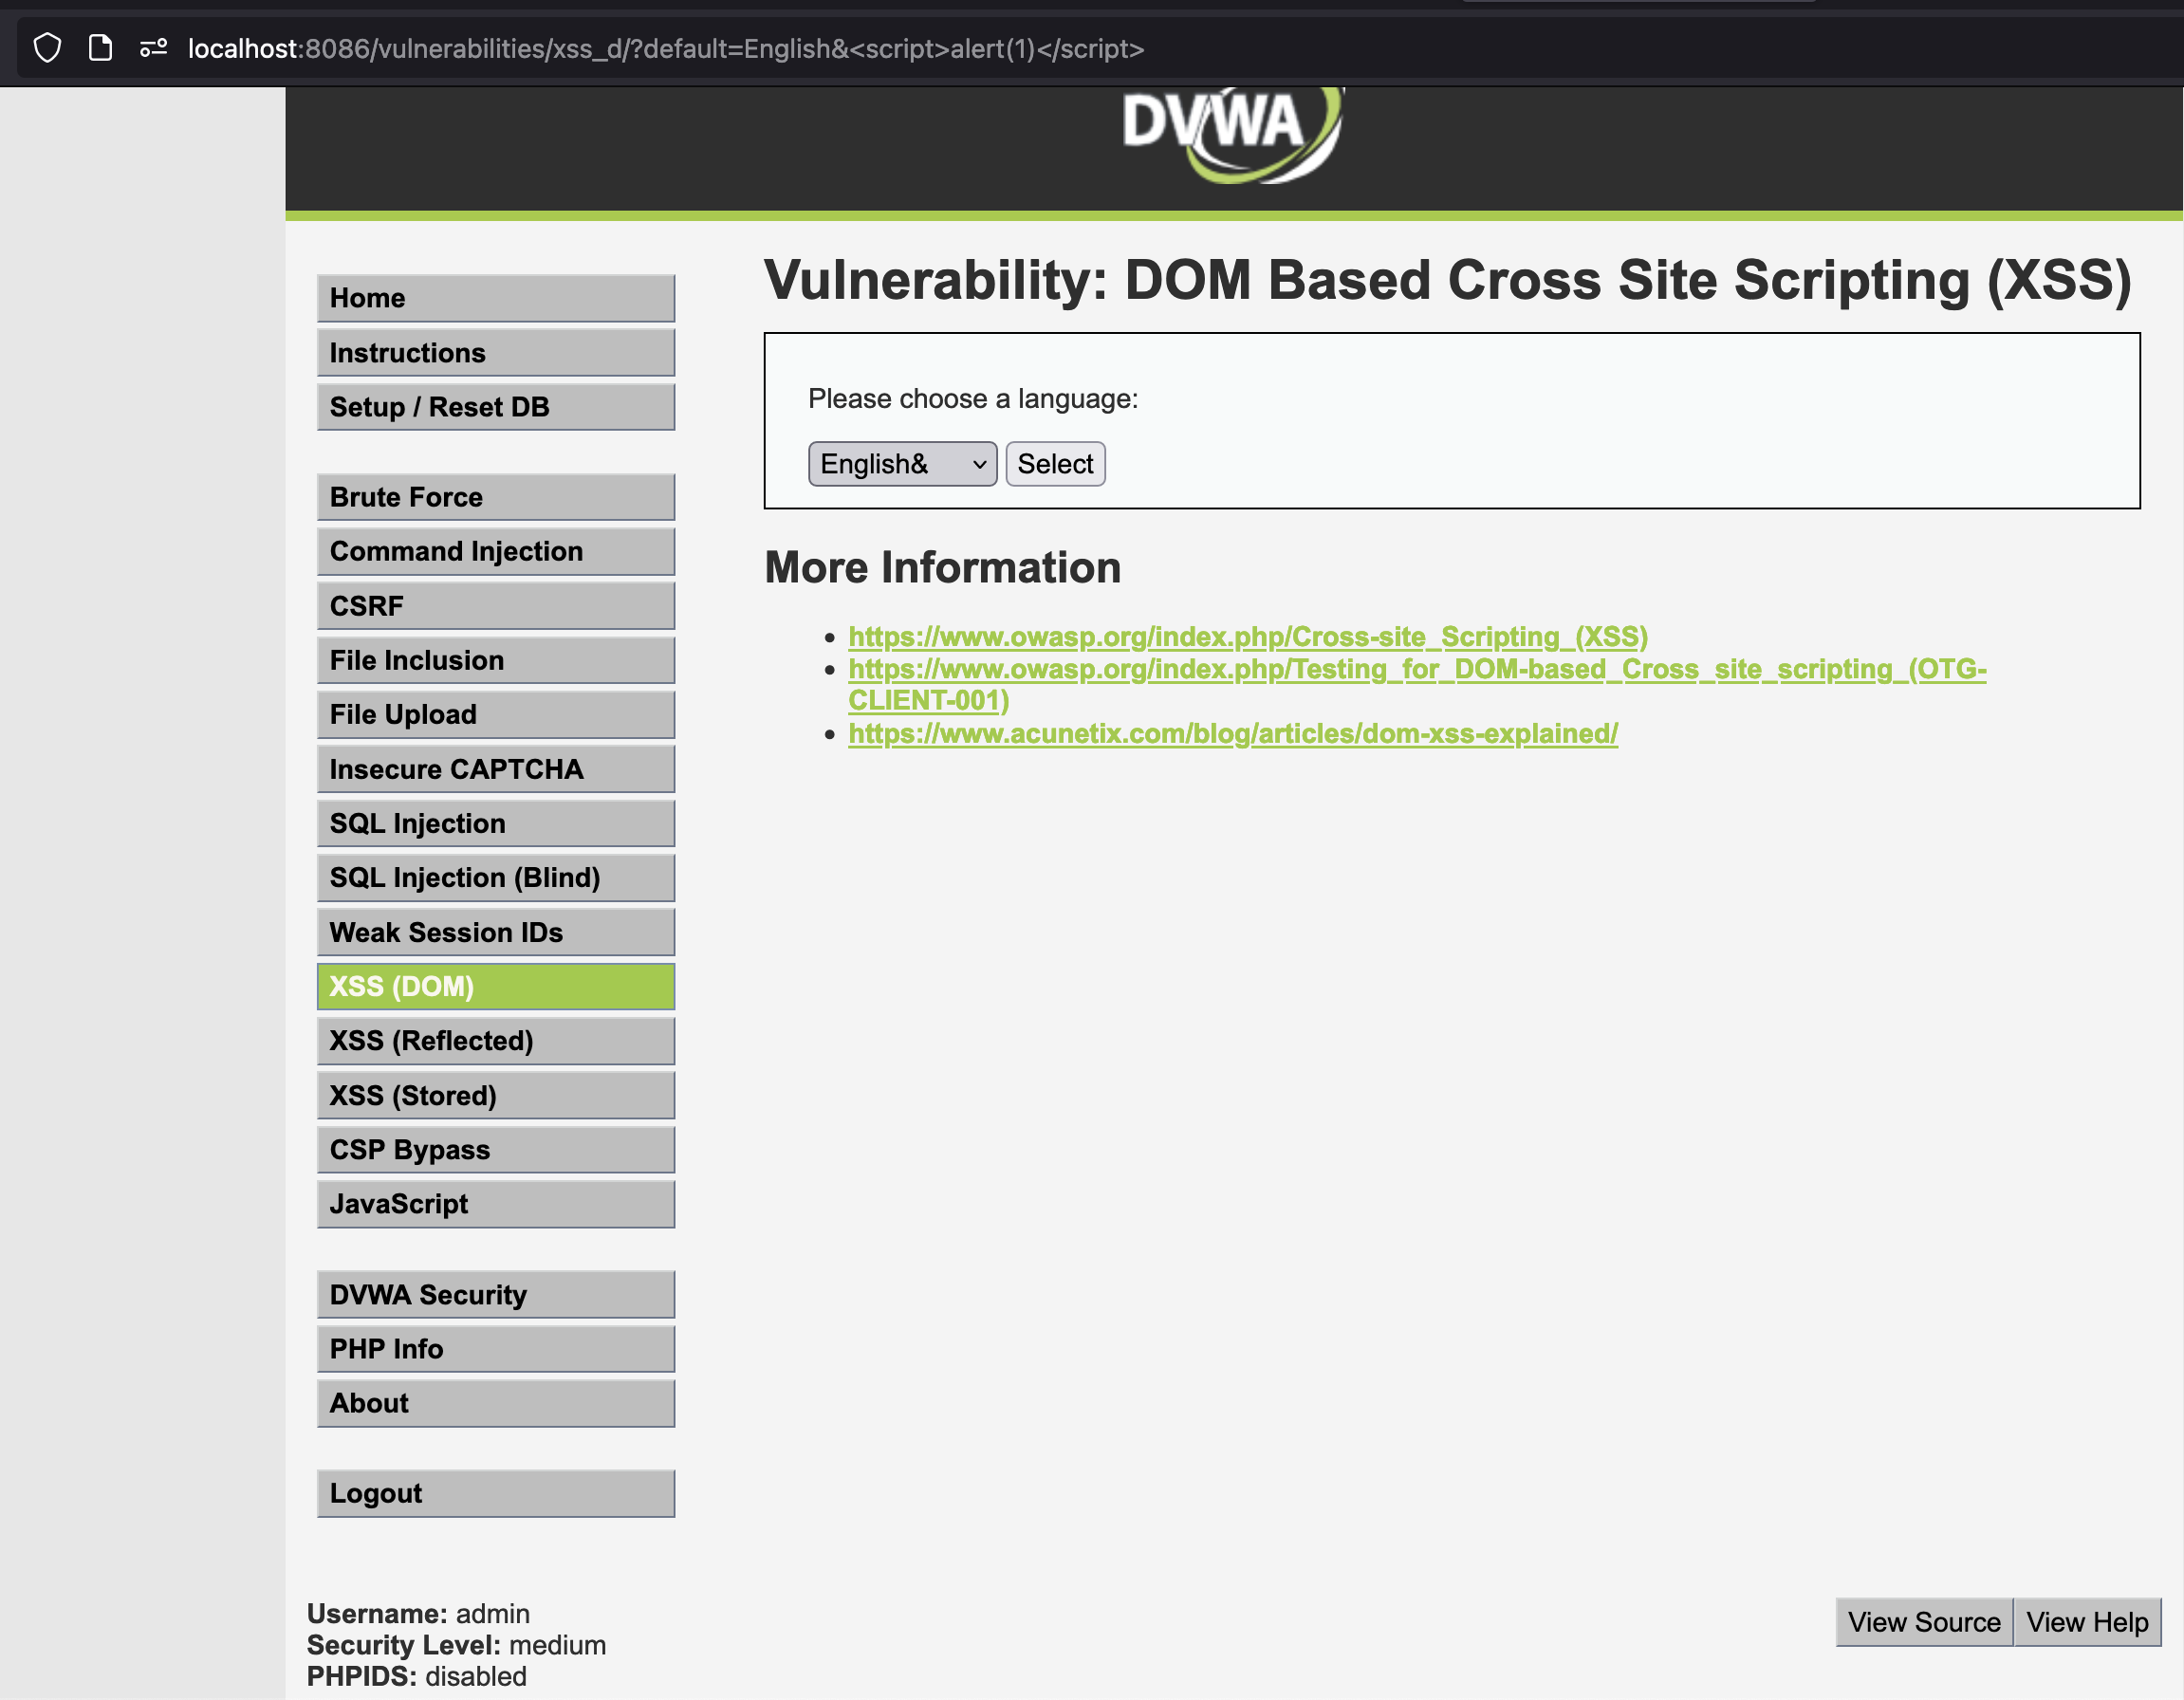 localhost:8086/vulnerabilities/xss_d/?default=English&<script>alert(1)</script>
DVWA
Vulnerability: DOM Based Cross Site Scripting (XSS)
Please choose a language:
English& Select
More Information
https://www.owasp.org/index.php/Cross-site_Scripting_(XSS)
https://www.owasp.org/index.php/Testing_for_DOM-based_Cross_site_scripting_(OTG-
CLIENT-001)
https://www.acunetix.com/blog/articles/dom-xss-explained/
Home
Instructions
Setup / Reset DB
Brute Force
Command Injection
CSRF
File Inclusion
File Upload
Insecure CAPTCHA
SQL Injection
SQL Injection (Blind)
Weak Session IDs
XSS (DOM)
XSS (Reflected)
XSS (Stored)
CSP Bypass
JavaScript
DVWA Security
PHP Info
About
Logout
Username: admin
Security Level: medium
PHPIDS: disabled
View Source View Help